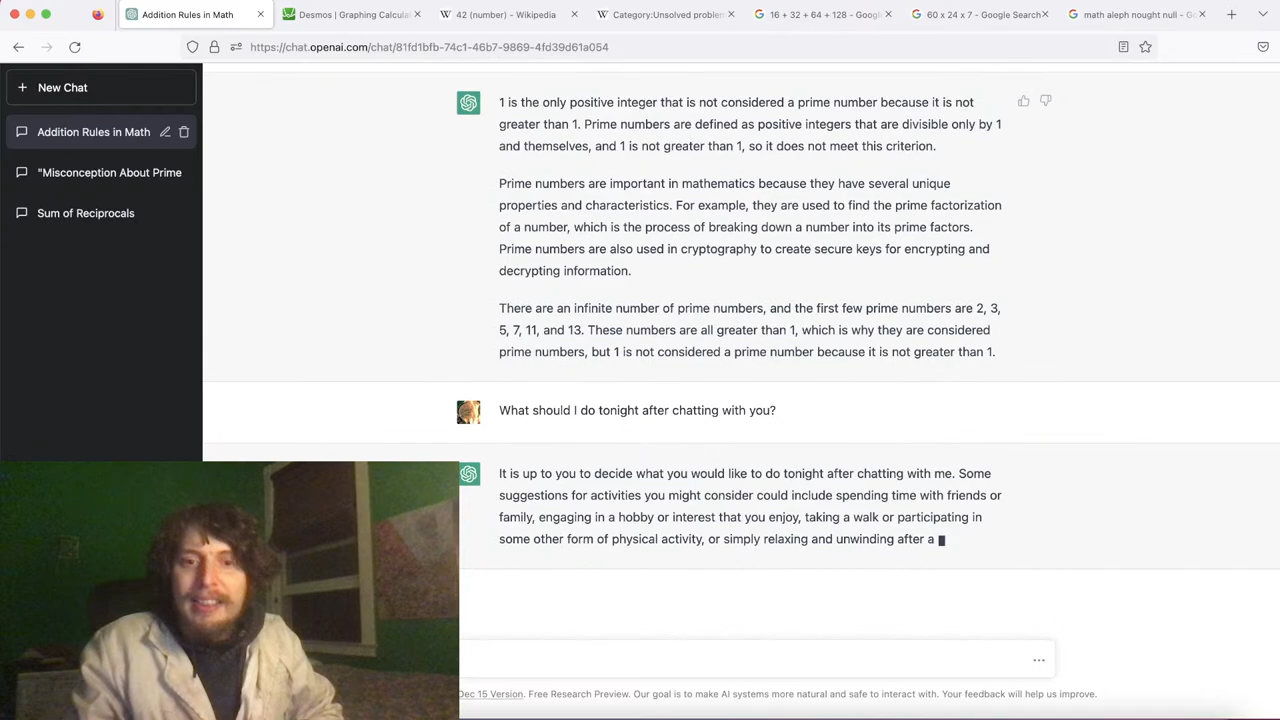 Addition Rules in Math
Desmos | Graphing Calcula
42 (number) - Wikipedia
Category:Unsolved problem
16 + 32 + 64 + 128 - Googl
60 x 24 x 7 - Google Search
math aleph nought null - Go
https://chat.openai.com/chat/81fd1bfb-74c1-46b7-9869-4fd39d61a054
New Chat
Addition Rules in Math
"Misconception About Prime
Sum of Reciprocals
1 is the only positive integer that is not considered a prime number because it is not
greater than 1. Prime numbers are defined as positive integers that are divisible only by 1
and themselves, and 1 is not greater than 1, so it does not meet this criterion.
Prime numbers are important in mathematics because they have several unique
properties and characteristics. For example, they are used to find the prime factorization
of a number, which is the process of breaking down a number into its prime factors.
Prime numbers are also used in cryptography to create secure keys for encrypting and
decrypting information.
There are an infinite number of prime numbers, and the first few prime numbers are 2, 3,
5, 7, 11, and 13. These numbers are all greater than 1, which is why they are considered
prime numbers, but 1 is not considered a prime number because it is not greater than 1.
What should I do tonight after chatting with you?
It is up to you to decide what you would like to do tonight after chatting with me. Some
suggestions for activities you might consider could include spending time with friends or
family, engaging in a hobby or interest that you enjoy, taking a walk or participating in
some other form of physical activity, or simply relaxing and unwinding after a
Dec 15 Version. Free Research Preview. Our goal is to make AI systems more natural and safe to interact with. Your feedback will help us improve.